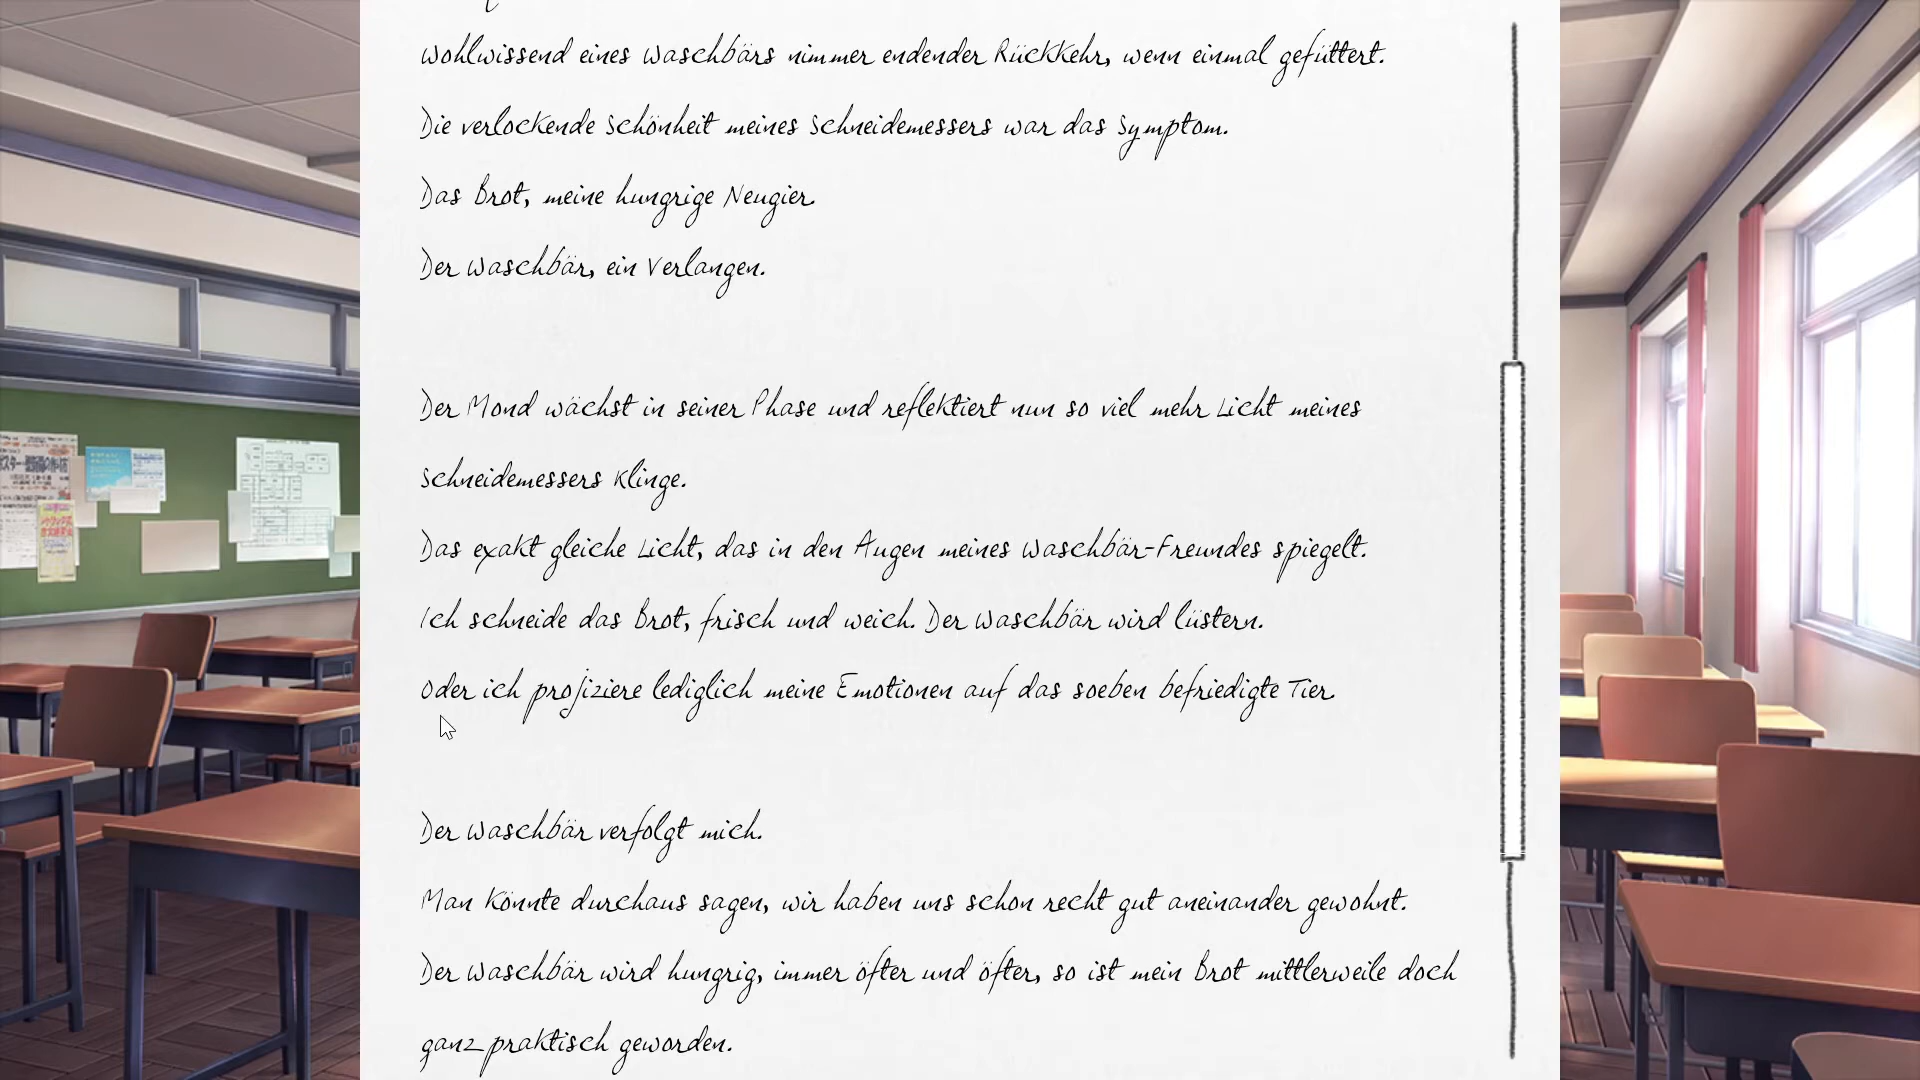 Wohlwissend eines Waschbärs nimmer endender Rückkehr, wenn einmal gefüttert.
Die verlockende Schönheit meines Schneidemessers war das Symptom.
Das Brot, meine hungrige Neugier.
Der Waschbär, ein Verlangen.
Der Mond wächst in seiner Phase und reflektiert nun so viel mehr Licht meines
Schneidemessers Klinge.
Das exakt gleiche Licht, das in den Augen meines Waschbär-Freundes spiegelt.
Ich schneide das Brot, frisch und weich. Der Waschbär wird lüstern.
Oder ich projiziere lediglich meine Emotionen auf das soeben befriedigte Tier.
Der Waschbär verfolgt mich.
Man könnte durchaus sagen, wir haben uns schon recht gut aneinander gewohnt.
Der Waschbär wird hungrig, immer öfter und öfter, so ist mein Brot mittlerweile doch
ganz praktisch geworden.